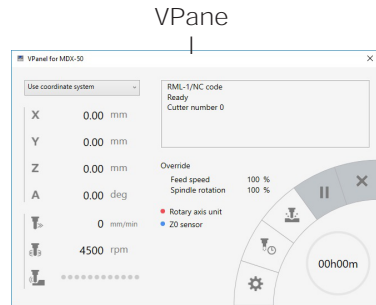 VPane
VPanel for MDX-50
Use coordinate system
X 0.00 mm
Y 0.00 mm
Z 0.00 mm
A 0.00 deg
0 mm/min
4500 rpm
RML-1/NC code
Ready
Cutter number 0
Override
Feed speed 100 %
Spindle rotation 100 %
Rotary axis unit
Z0 sensor
00h00m